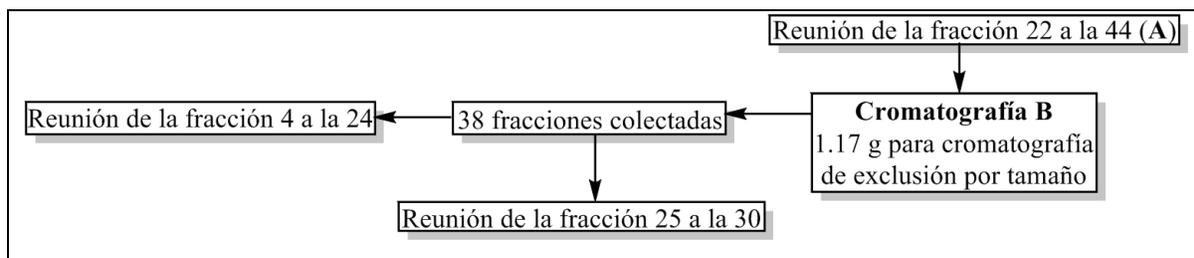 Reunión de la fracción 22 a la 44 (A)
Cromatografía B
1.17 g para cromatografía
de exclusión por tamaño
38 fracciones colectadas
Reunión de la fracción 4 a la 24
Reunión de la fracción 25 a la 30